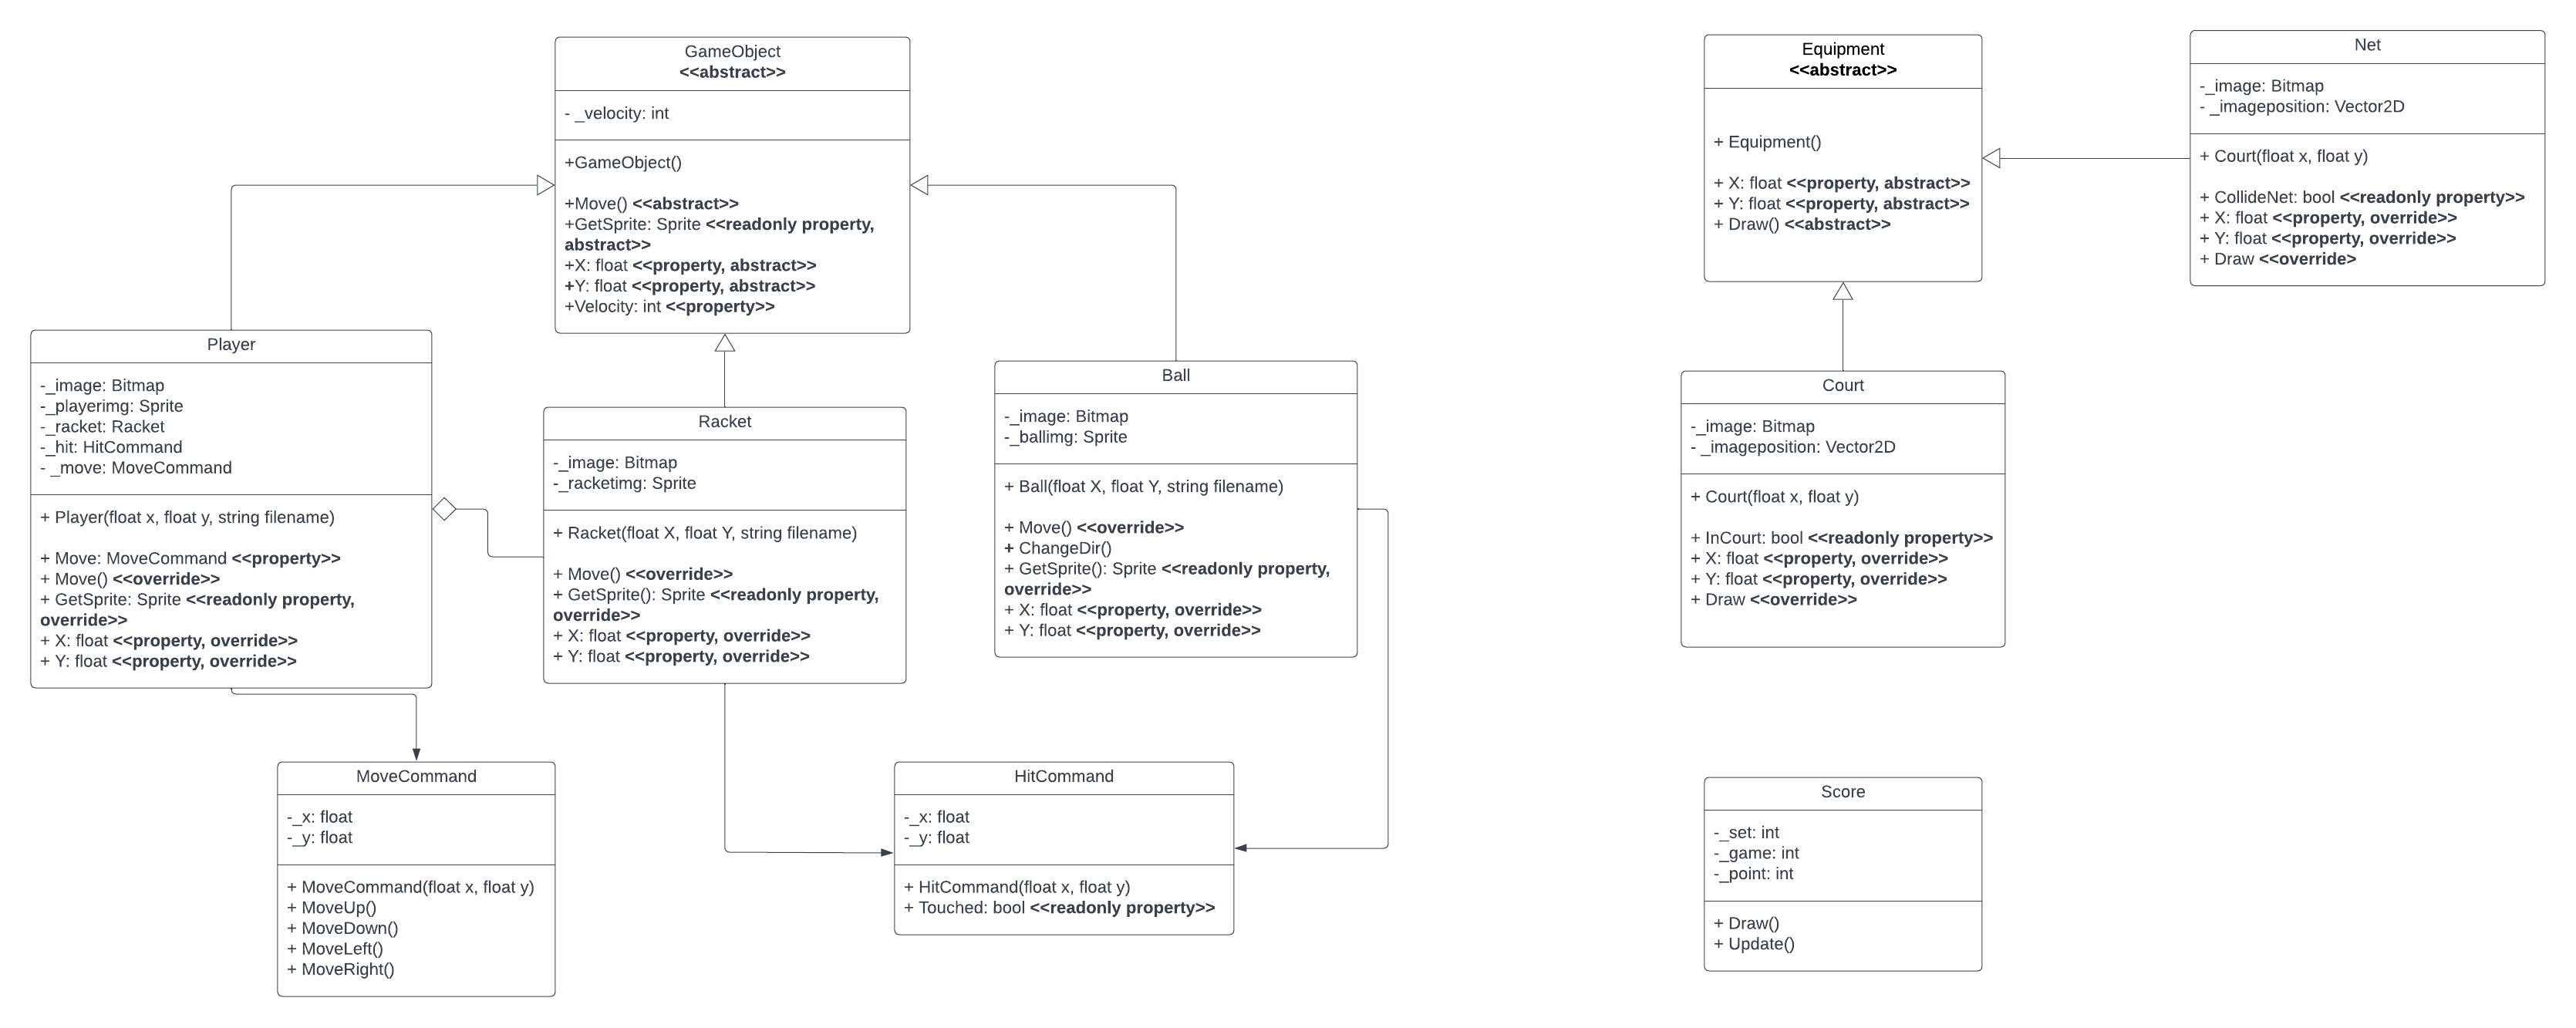 GameObject
<<abstract>>
- _velocity: int
+GameObject()
+Move() <<abstract>>
+GetSprite: Sprite <<readonly property,
abstract>>
+X: float <<property, abstract>>
+Y: float <<property, abstract>>
+Velocity: int <<property>>
Equipment
<<abstract>>
+ Equipment()
+ X: float <<property, abstract>>
+ Y: float <<property, abstract>>
+ Draw() <<abstract>>
Net
-_image: Bitmap
- _imageposition: Vector2D
+ Court(float x, float y)
+ CollideNet: bool <<readonly property>>
+ X: float <<property, override>>
+ Y: float <<property, override>>
+ Draw <<override>
Player
-_image: Bitmap
-_playerimg: Sprite
-_racket: Racket
-_hit: HitCommand
- _move: MoveCommand
+ Player(float x, float y, string filename)
+ Move: MoveCommand <<property>>
+ Move() <<override>>
+ GetSprite: Sprite <<readonly property,
override>>
+ X: float <<property, override>>
+ Y: float <<property, override>>
Racket
-_image: Bitmap
-_racketimg: Sprite
+ Racket(float X, float Y, string filename)
+ Move() <<override>>
+ GetSprite(): Sprite <<readonly property,
override>>
+ X: float <<property, override>>
+ Y: float <<property, override>>
Ball
-_image: Bitmap
-_ballimg: Sprite
+ Ball(float X, float Y, string filename)
+ Move() <<override>>
+ ChangeDir()
+ GetSprite(): Sprite <<readonly property,
override>>
+ X: float <<property, override>>
+ Y: float <<property, override>>
Court
-_image: Bitmap
- _imageposition: Vector2D
+ Court(float x, float y)
+ InCourt: bool <<readonly property>>
+ X: float <<property, override>>
+ Y: float <<property, override>>
+ Draw <<override>>
MoveCommand
-_x: float
-_y: float
+ MoveCommand(float x, float y)
+ MoveUp()
+ MoveDown()
+ MoveLeft()
+ MoveRight()
HitCommand
-_x: float
-_y: float
+ HitCommand(float x, float y)
+ Touched: bool <<readonly property>>
Score
-_set: int
-_game: int
-_point: int
+ Draw()
+ Update()